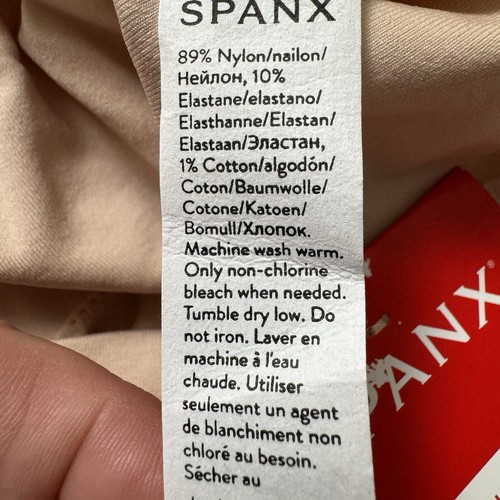 SPANX
89% Nylon/nailon/
Нейлон, 10%
Elastane/elastano/
Elasthanne/Elastan/
Elastaan/Эластан,
1% Cotton/algodón/
Coton/Baumwolle/
Cotone/Katoen/
Bomull/Хлопок.
Machine wash warm.
Only non-chlorine
bleach when needed.
Tumble dry low. Do
not iron. Laver en
machine à l'eau
chaude. Utiliser
seulement un agent
de blanchiment non
chloré au besoin.
Sécher au
SPANX